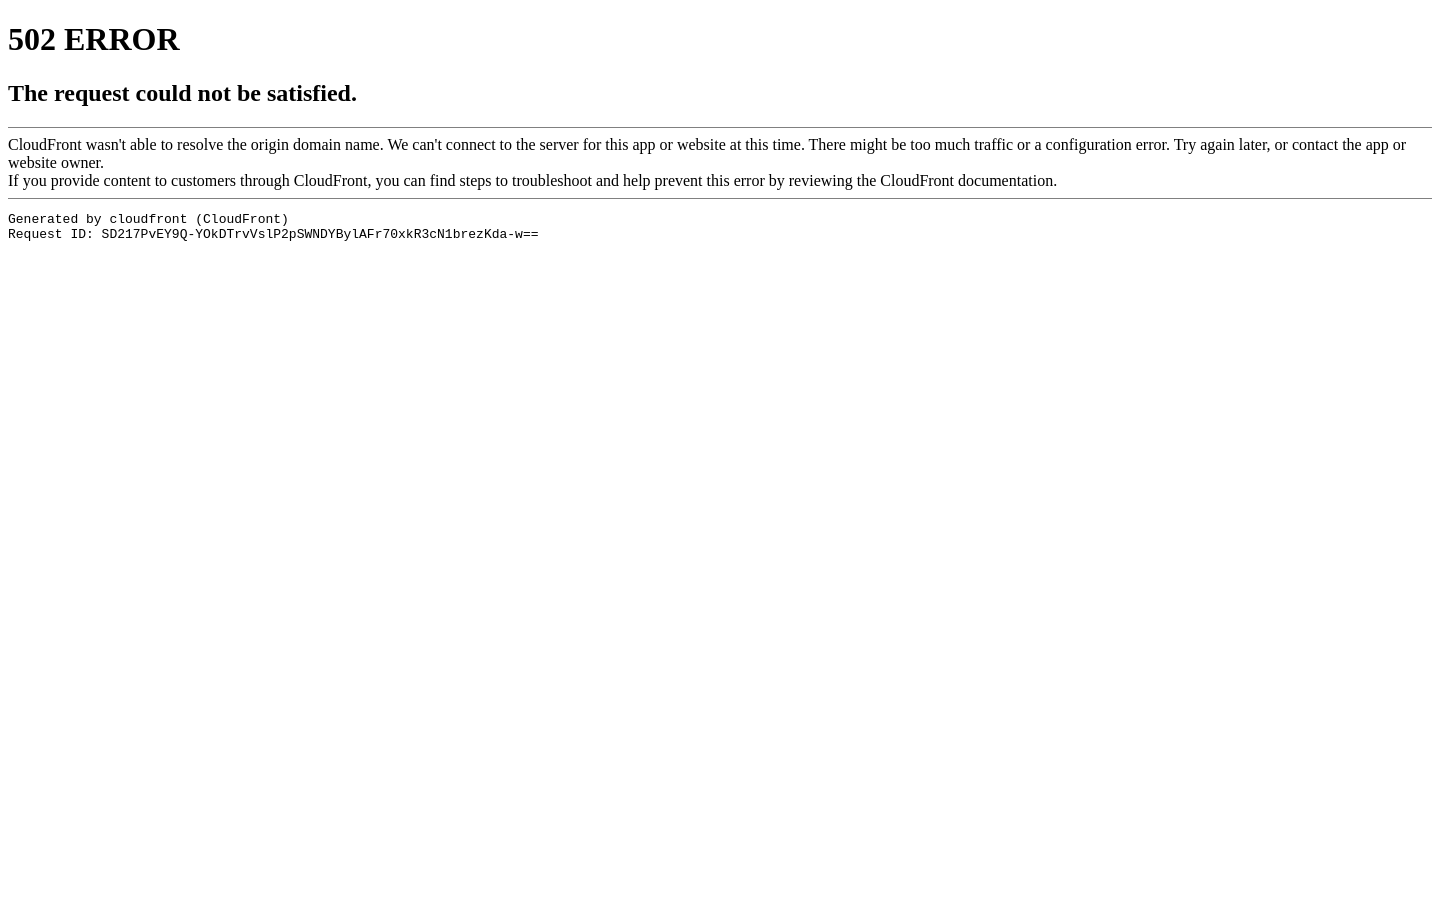 502 ERROR
The request could not be satisfied.
CloudFront wasn't able to resolve the origin domain name. We can't connect to the server for this app or website at this time. There might be too much traffic or a configuration error. Try again later, or contact the app or
website owner.
If you provide content to customers through CloudFront, you can find steps to troubleshoot and help prevent this error by reviewing the CloudFront documentation.
Generated by cloudfront (CloudFront)
Request ID: SD217PvEY9Q-YOkDTrvVslP2pSWNDYBylAFr70xkR3cN1brezKda-w==